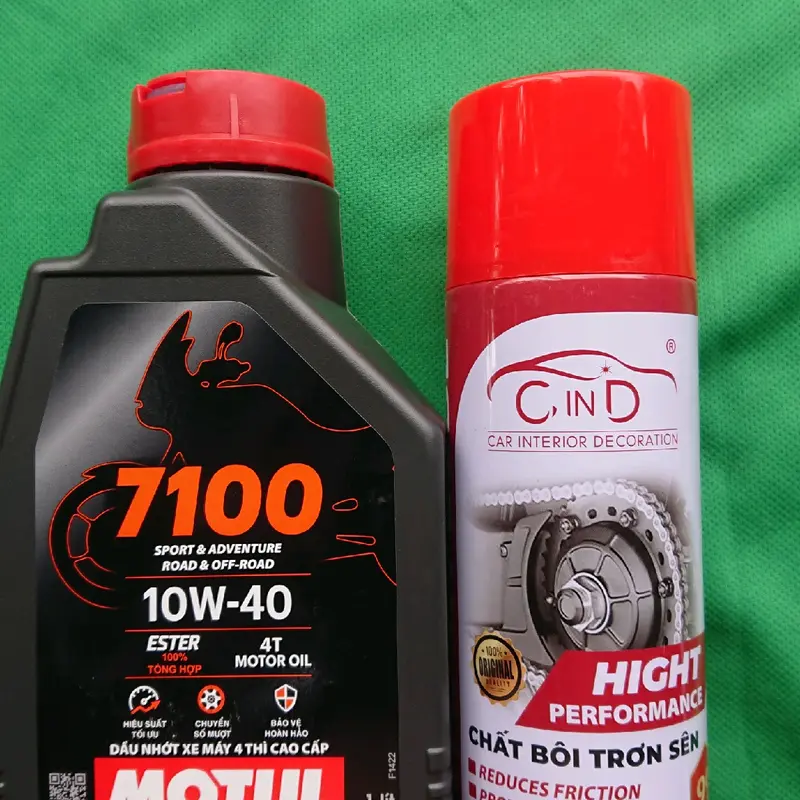 7100
SPORT & ADVENTURE
ROAD & OFF-ROAD
10W-40
ESTER
100%
TỔNG HỢP
4T
MOTOR OIL
HIỆU SUẤT
TỐI ƯU
CHUYỂN
SỐ MƯỢT
BẢO VỆ
HOÀN HẢO
DẦU NHỚT XE MÁY 4 THÌ CAO CẤP
MOTUL
F1422
®
C IN D
CAR INTERIOR DECORATION
100%
ORIGINAL
QUALITY
HIGHT
PERFORMANCE
CHẤT BÔI TRƠN SÊN
REDUCES FRICTION